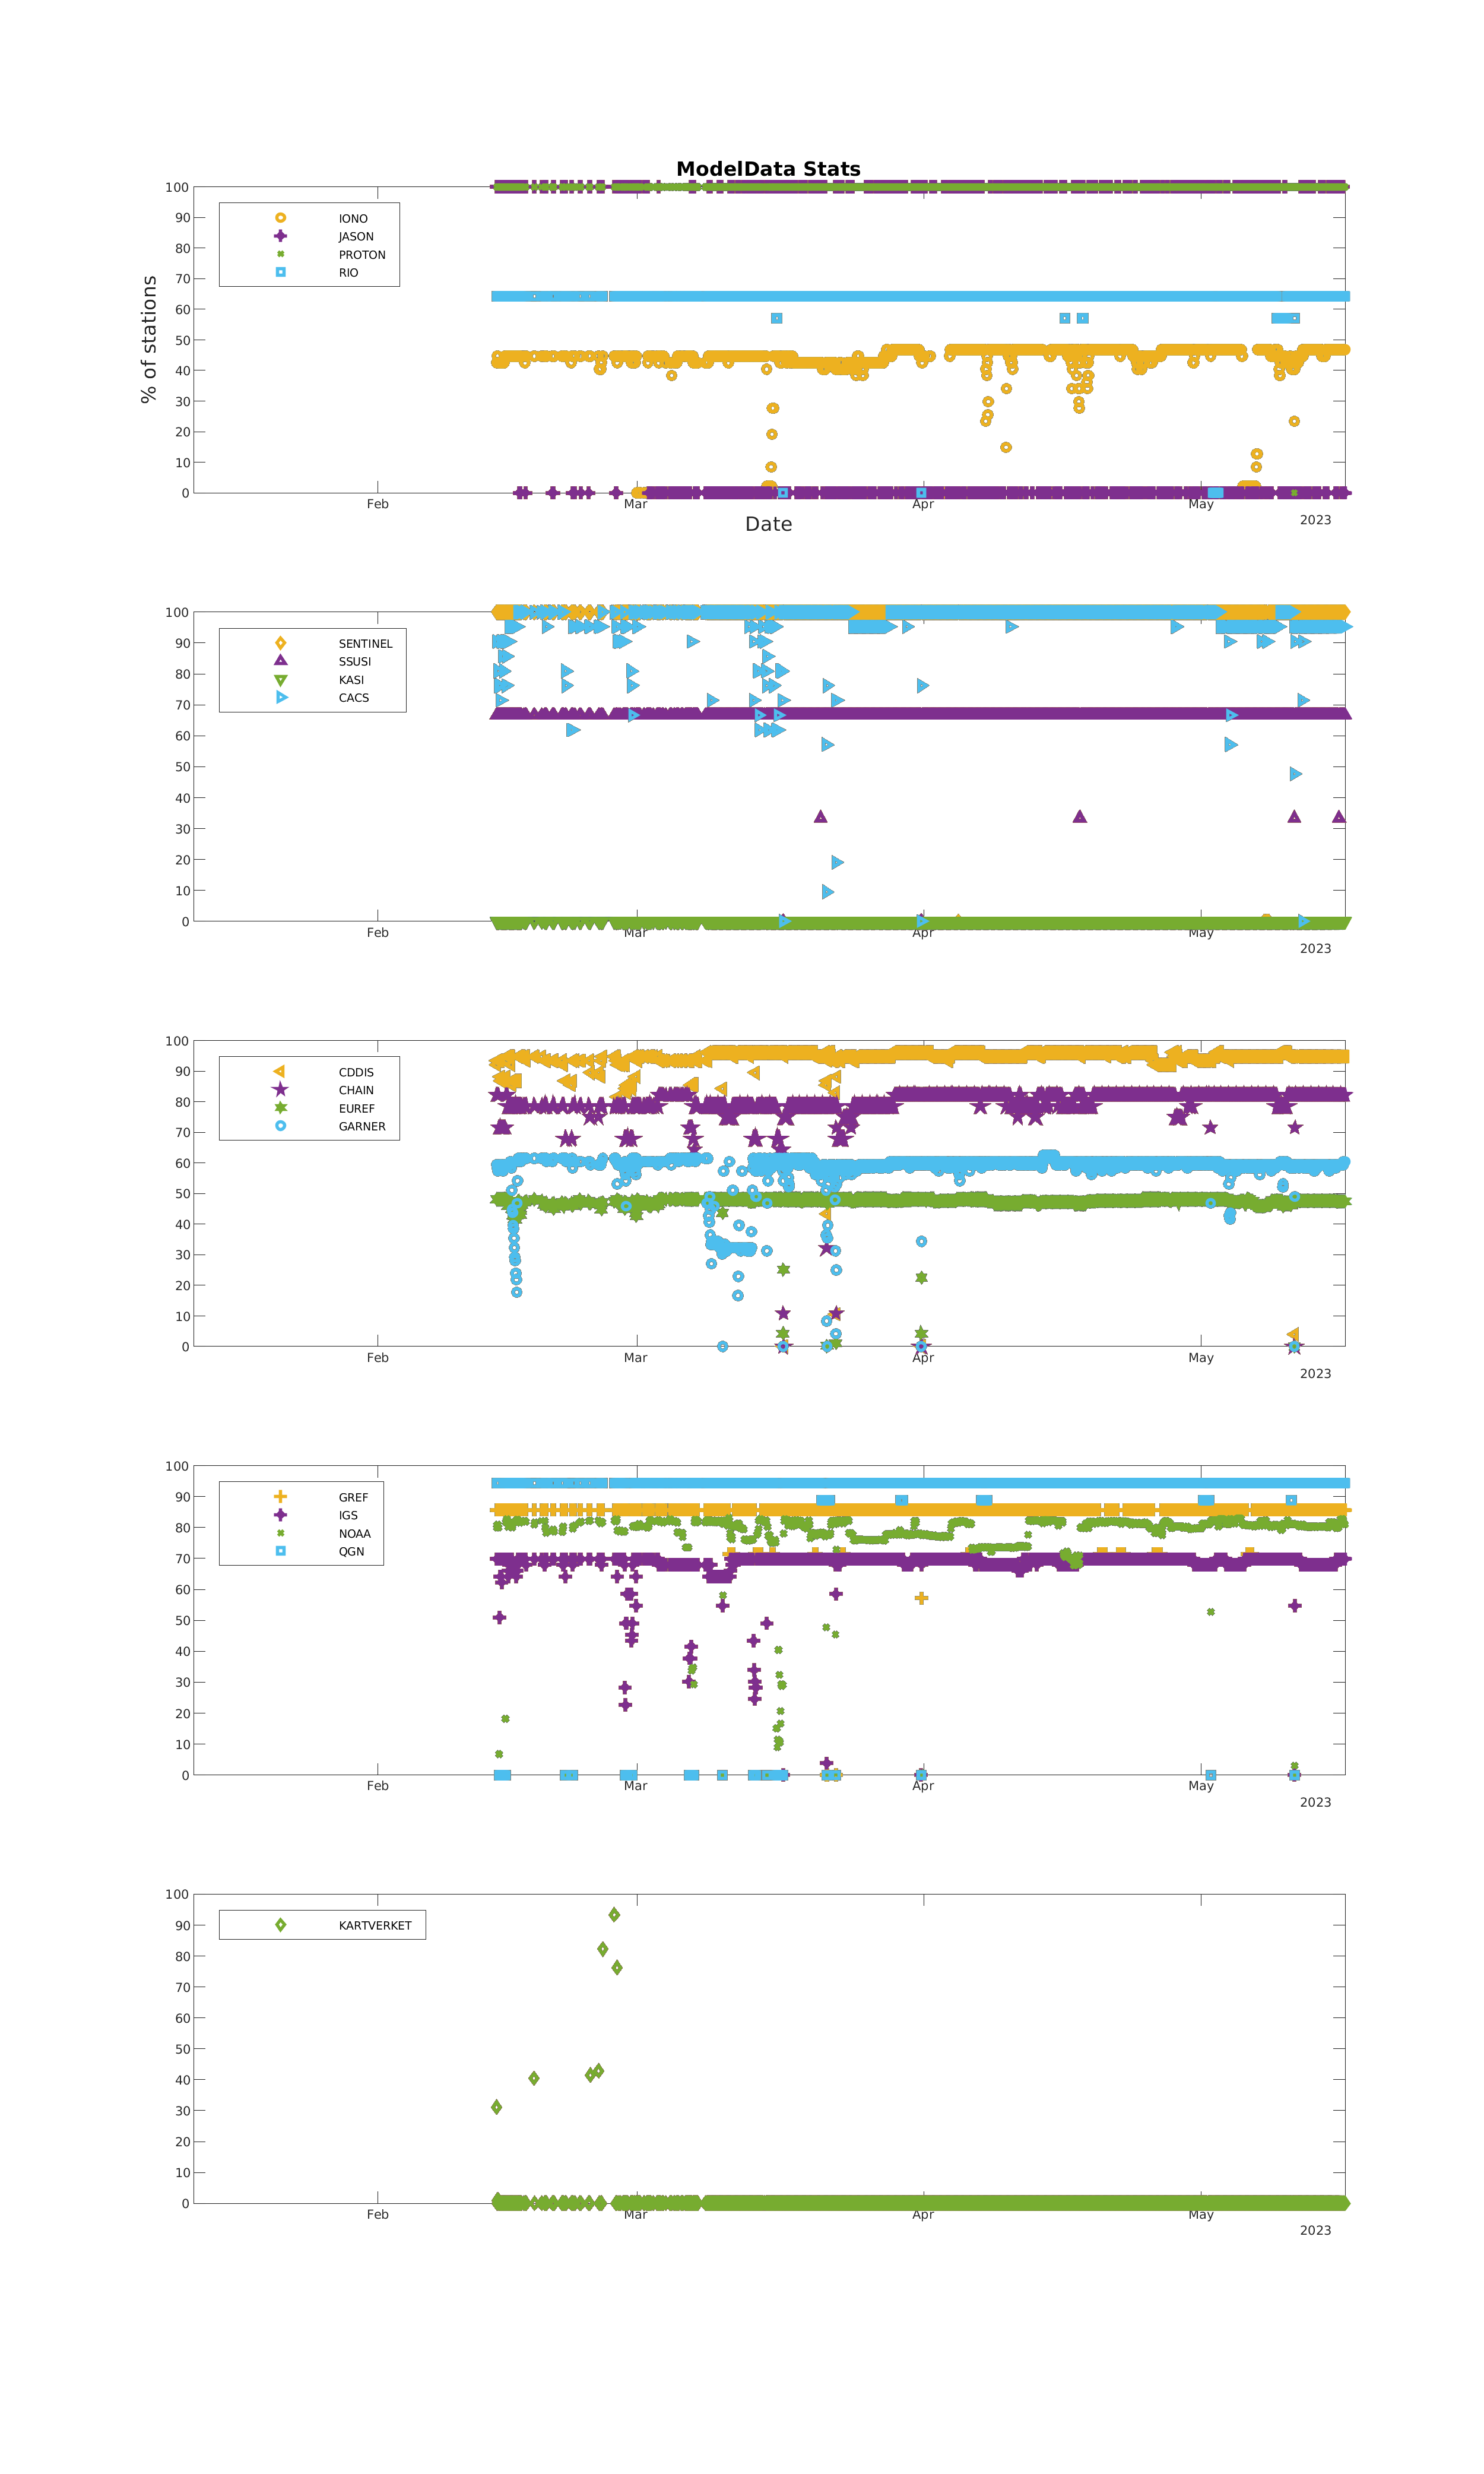 ModelData Stats
100
90
80
70
60
50
40
30
20
10
0
% of stations
IONO
JASON
PROTON
RIO
Feb Mar Apr May
2023
Date
100
90
80
70
60
50
40
30
20
10
0
SENTINEL
SSUSI
KASI
CACS
Feb Mar Apr May
2023
100
90
80
70
60
50
40
30
20
10
0
CDDIS
CHAIN
EUREF
GARNER
Feb Mar Apr May
2023
100
90
80
70
60
50
40
30
20
10
0
GREF
IGS
NOAA
QGN
Feb Mar Apr May
2023
100
90
80
70
60
50
40
30
20
10
0
KARTVERKET
Feb Mar Apr May
2023